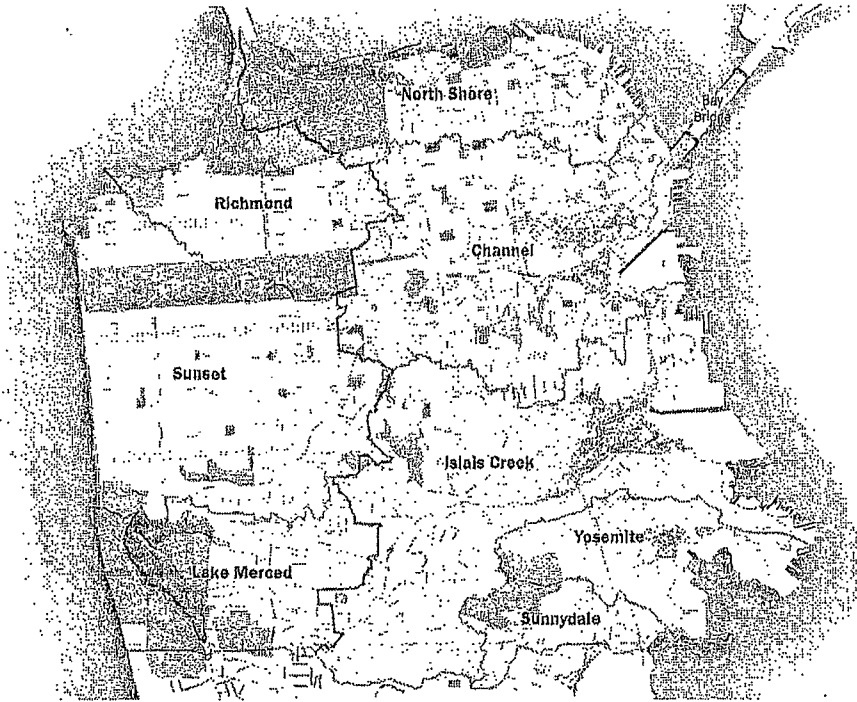 North Shore
Bay
Bridge
Richmond
Channel
Sunset
Islais Creek
Yosemite
Lake Merced
Sunnydale